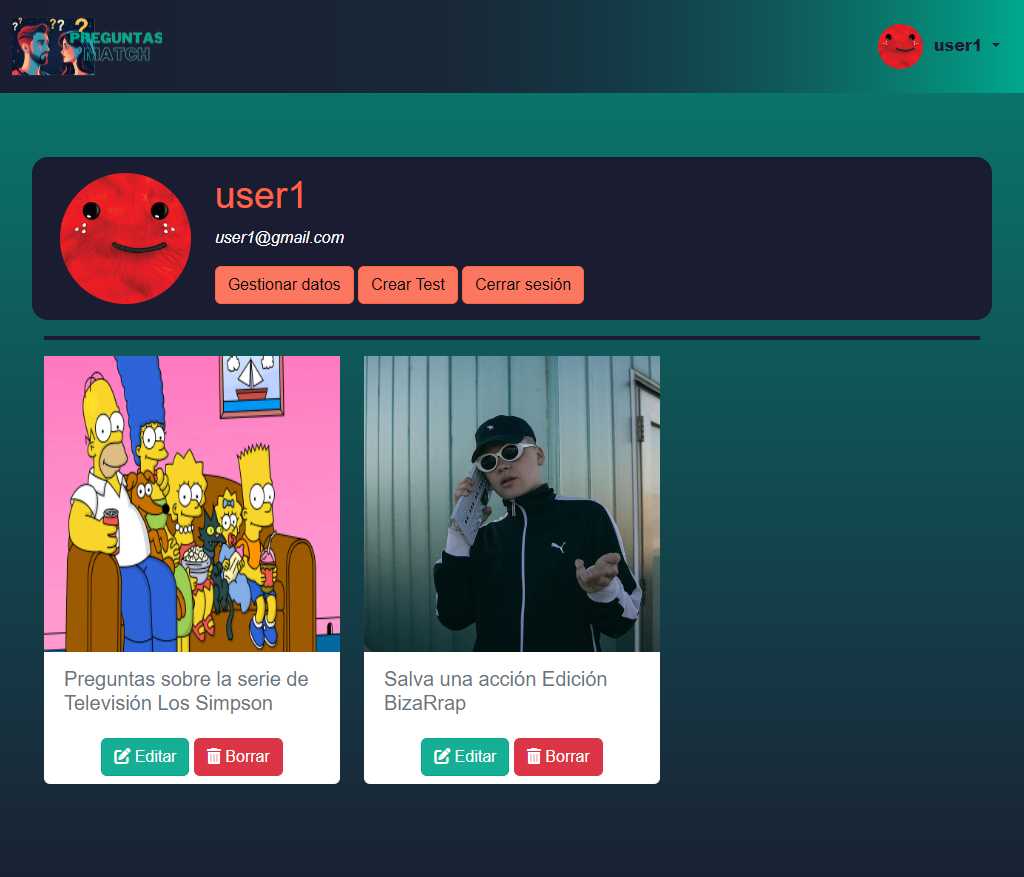 ?? ?? ?
PREGUNTAS
MATCH
user1
user1
user1@gmail.com
Gestionar datos
Crear Test
Cerrar sesión
Preguntas sobre la serie de
Televisión Los Simpson
Editar
Borrar
Salva una acción Edición
BizaRrap
Editar
Borrar